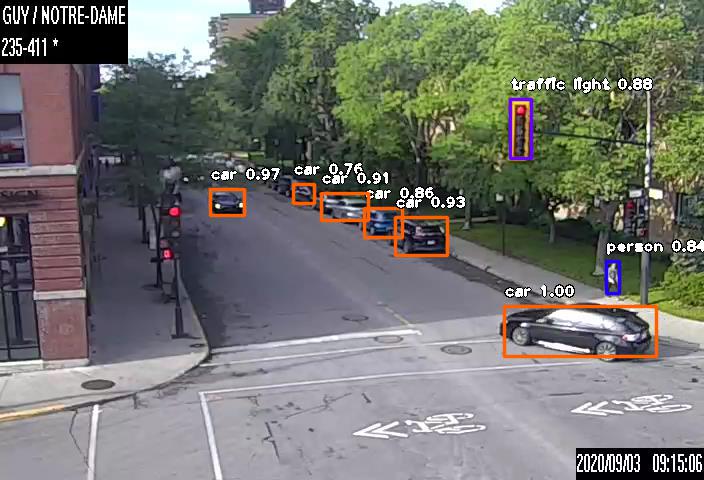 GUY / NOTRE-DAME
235-411 *
traffic light 0.88
car 0.76
car 0.97
car 0.91
car 0.86
car 0.93
person 0.84
car 1.00
2020/09/03 09:15:06